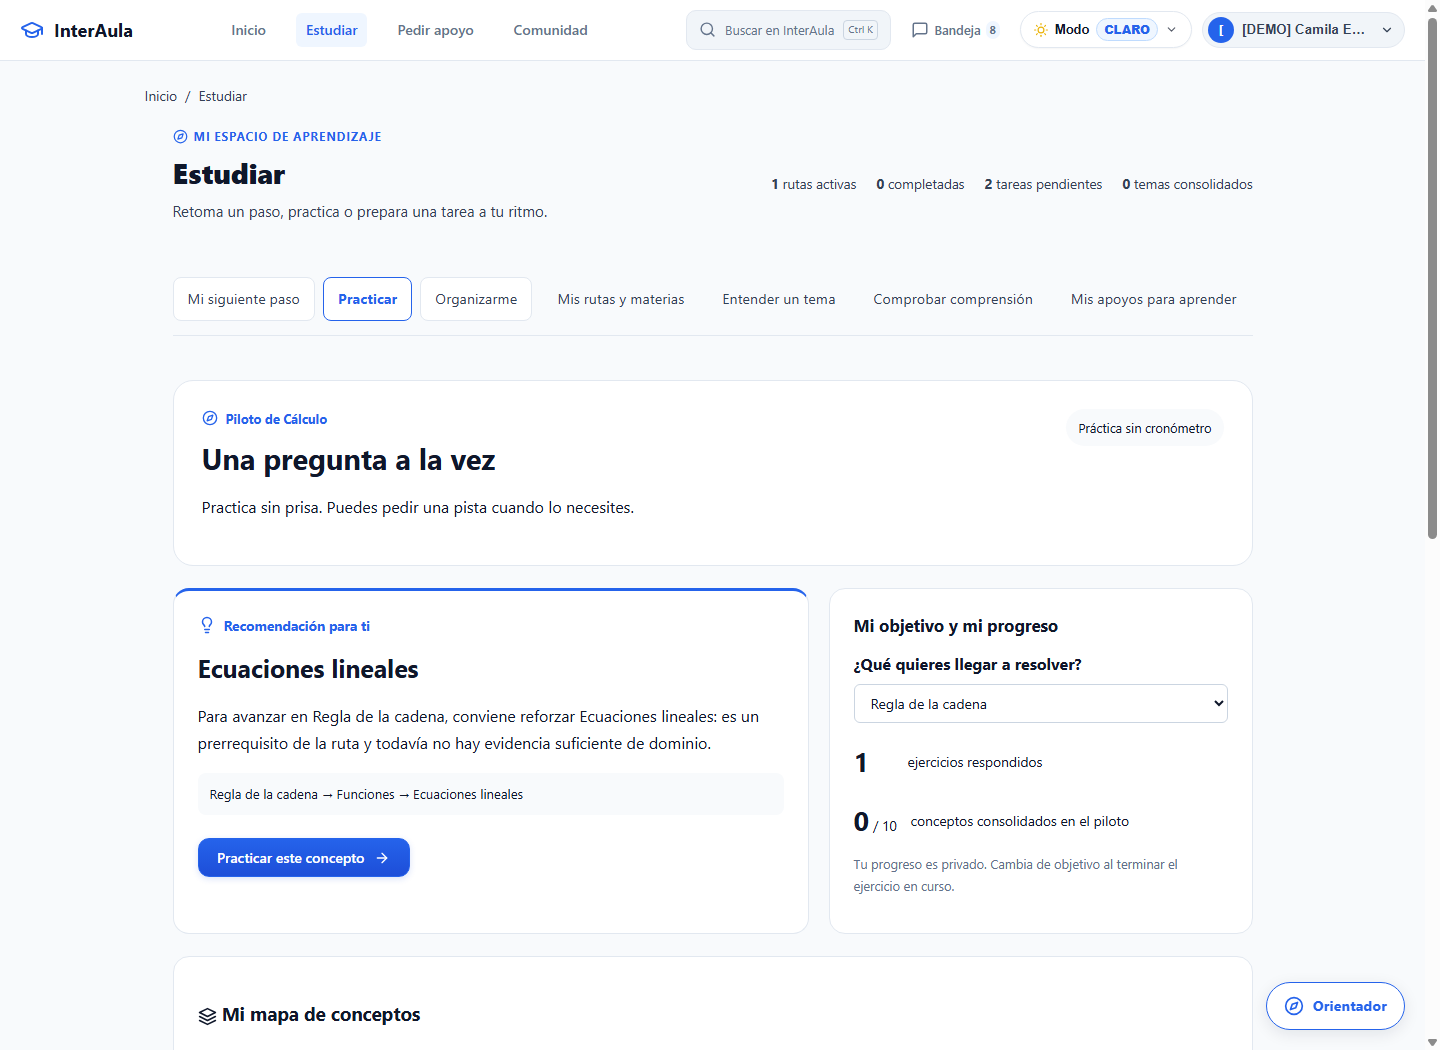 InterAula
Inicio
Estudiar
Pedir apoyo
Comunidad
Buscar en InterAula
Ctrl K
Bandeja
8
Modo
CLARO
[
[DEMO] Camila E...
Inicio / Estudiar
MI ESPACIO DE APRENDIZAJE
Estudiar
1 rutas activas
0 completadas
2 tareas pendientes
0 temas consolidados
Retoma un paso, practica o prepara una tarea a tu ritmo.
Mi siguiente paso
Practicar
Organizarme
Mis rutas y materias
Entender un tema
Comprobar comprensión
Mis apoyos para aprender
Piloto de Cálculo
Práctica sin cronómetro
Una pregunta a la vez
Practica sin prisa. Puedes pedir una pista cuando lo necesites.
Recomendación para ti
Ecuaciones lineales
Para avanzar en Regla de la cadena, conviene reforzar Ecuaciones lineales: es un
prerrequisito de la ruta y todavía no hay evidencia suficiente de dominio.
Regla de la cadena → Funciones → Ecuaciones lineales
Practicar este concepto →
Mi objetivo y mi progreso
¿Qué quieres llegar a resolver?
Regla de la cadena
1 ejercicios respondidos
0 / 10 conceptos consolidados en el piloto
Tu progreso es privado. Cambia de objetivo al terminar el
ejercicio en curso.
Mi mapa de conceptos
Orientador